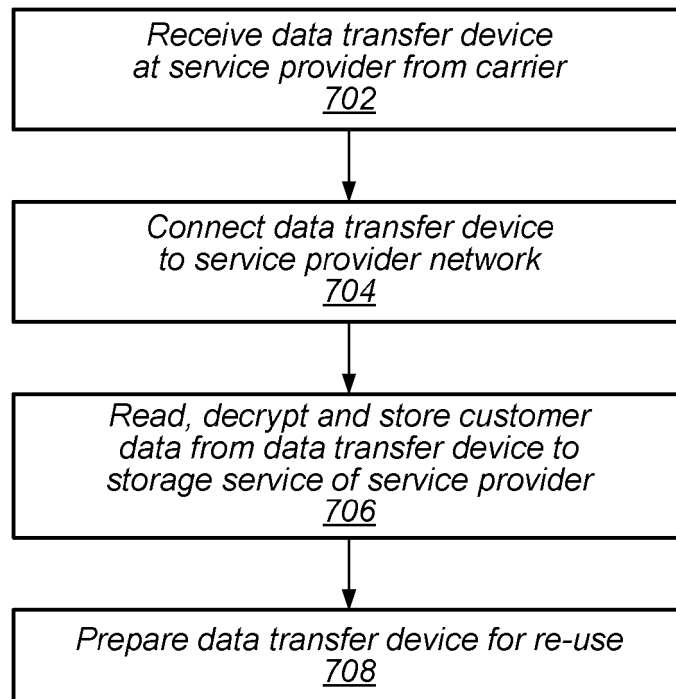 Receive data transfer device
at service provider from carrier
702
Connect data transfer device
to service provider network
704
Read, decrypt and store customer
data from data transfer device to
storage service of service provider
706
Prepare data transfer device for re-use
708